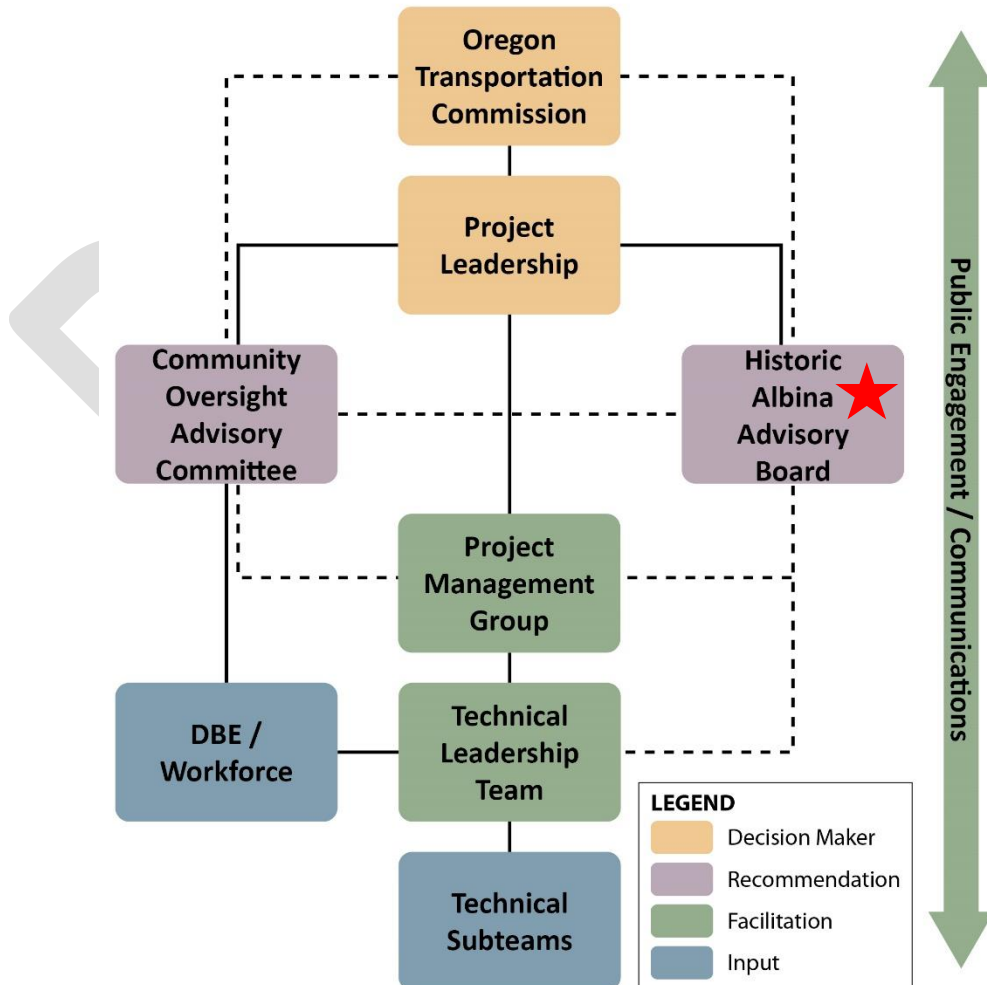 Oregon
Transportation
Commission
Project
Leadership
Community
Oversight
Advisory
Committee
Historic
Albina
Advisory
Board
Project
Management
Group
DBE /
Workforce
Technical
Leadership
Team
Technical
Subteams
Public Engagement / Communications
LEGEND
Decision Maker
Recommendation
Facilitation
Input